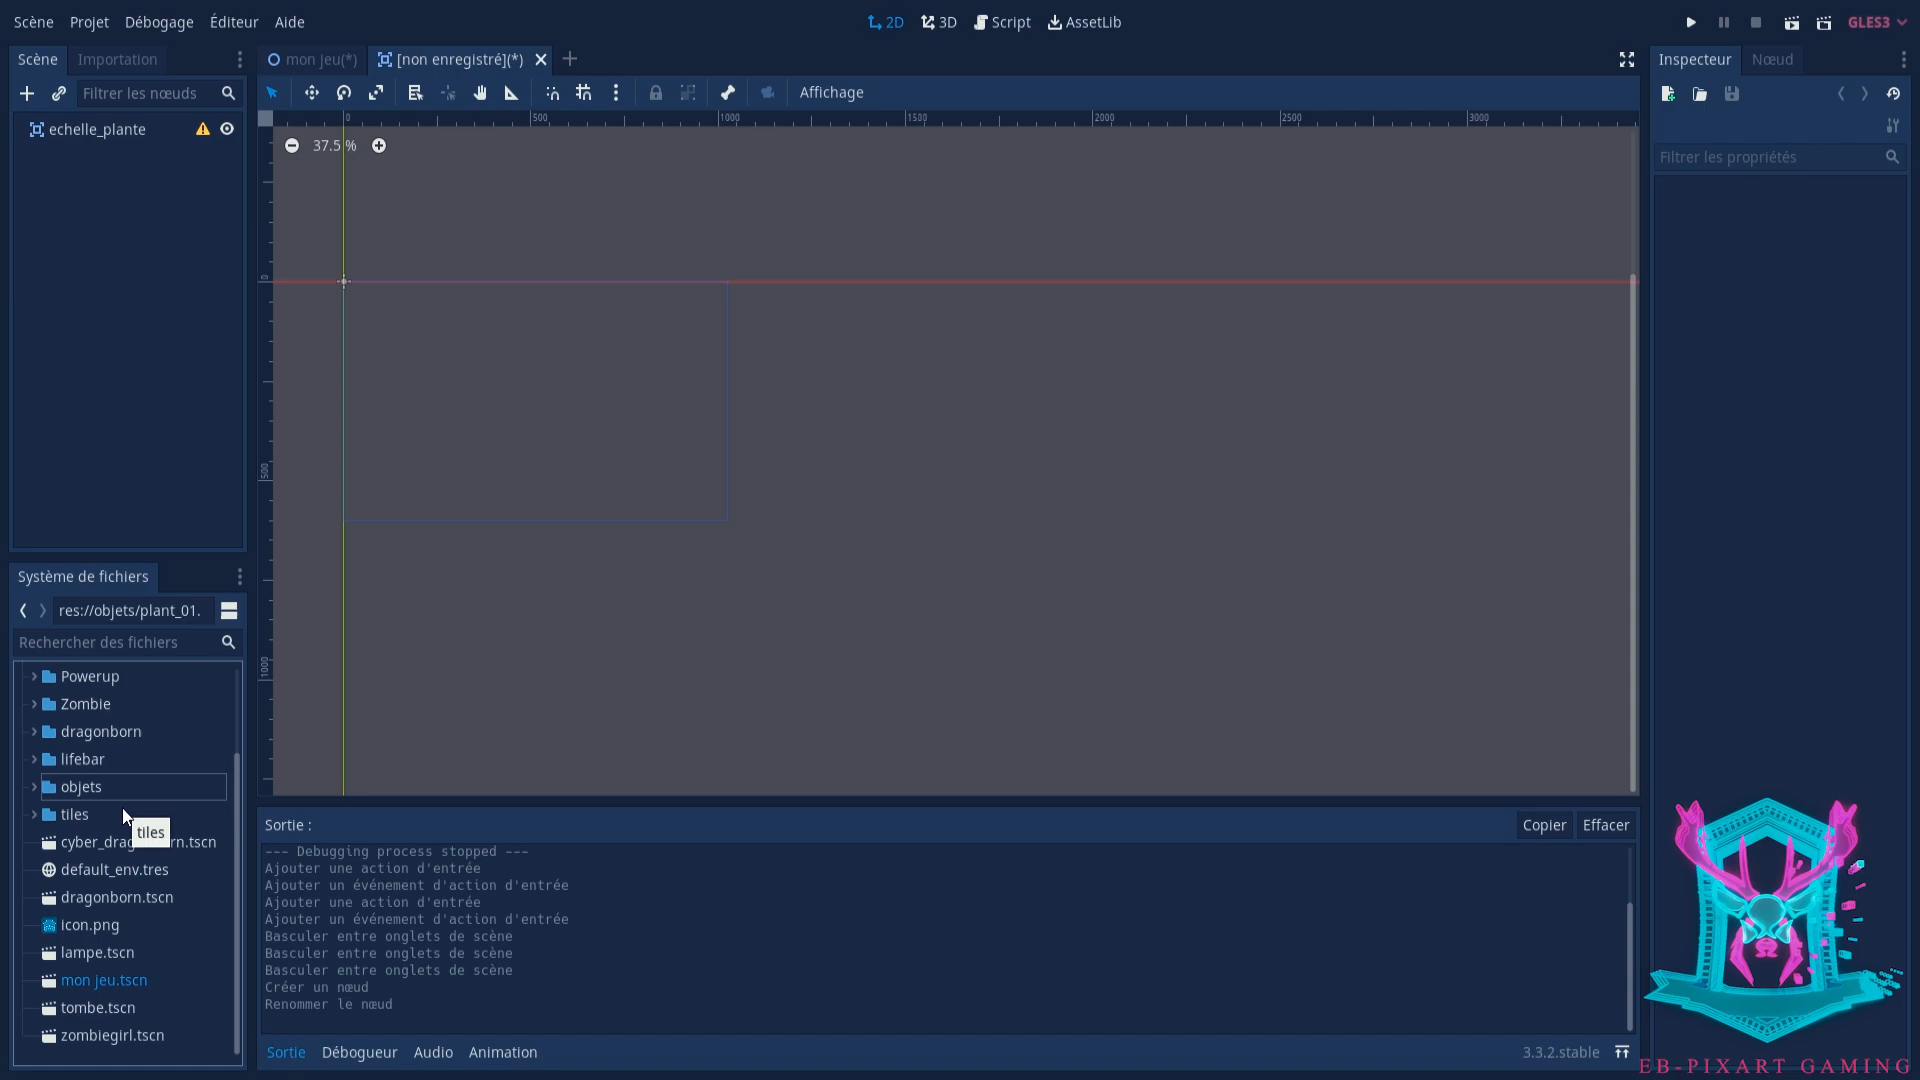 Scène Projet Débogage Éditeur Aide
2D 3D Script AssetLib
GLES3
Scène Importation
mon jeu(*) [non enregistré](*)
Inspecteur Nœud
Filtrer les nœuds
Affichage
echelle_plante
Filtrer les propriétés
0 500 1000 1500 2000 2500 3000
37.5 %
0
500
1000
Système de fichiers
res://objets/plant_01.
Rechercher des fichiers
Powerup
Zombie
dragonborn
lifebar
objets
tiles
tiles
default_env.tres
dragonborn.tscn
icon.png
lampe.tscn
mon jeu.tscn
tombe.tscn
zombiegirl.tscn
Sortie :
Copier Effacer
--- Debugging process stopped ---
Ajouter une action d'entrée
Ajouter un événement d'action d'entrée
Ajouter une action d'entrée
Ajouter un événement d'action d'entrée
Basculer entre onglets de scène
Basculer entre onglets de scène
Basculer entre onglets de scène
Créer un nœud
Renommer le nœud
Sortie Débogueur Audio Animation
3.3.2.stable
EB-PIXART GAMING